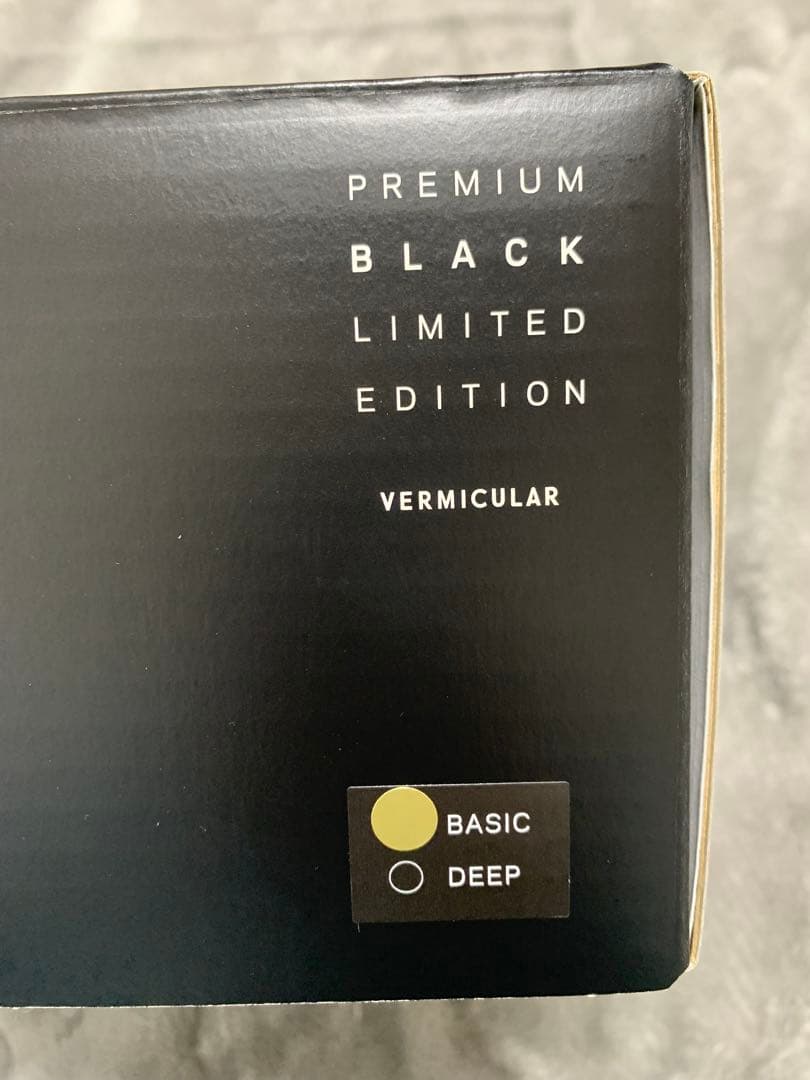 PREMIUM
BLACK
LIMITED
EDITION
VERMICULAR
BASIC
DEEP